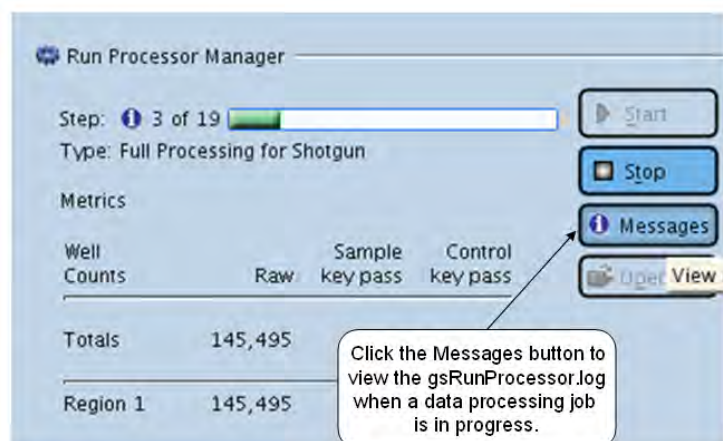 Run Processor Manager
Step: 3 of 19
Type: Full Processing for Shotgun
Metrics
Well Counts Raw Sample key pass Control key pass
Totals 145,495
Region 1 145,495
Start
Stop
Messages
View
Click the Messages button to
view the gsRunProcessor.log
when a data processing job
is in progress.